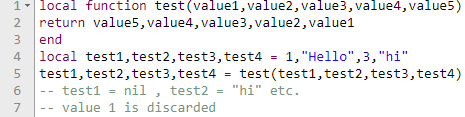 1 local function test(value1,value2,value3,value4,value5)
2 return value5,value4,value3,value2,value1
3 end
4 local test1,test2,test3,test4 = 1,"Hello",3,"hi"
5 test1,test2,test3,test4 = test(test1,test2,test3,test4)
6 -- test1 = nil , test2 = "hi" etc.
7 -- value 1 is discarded